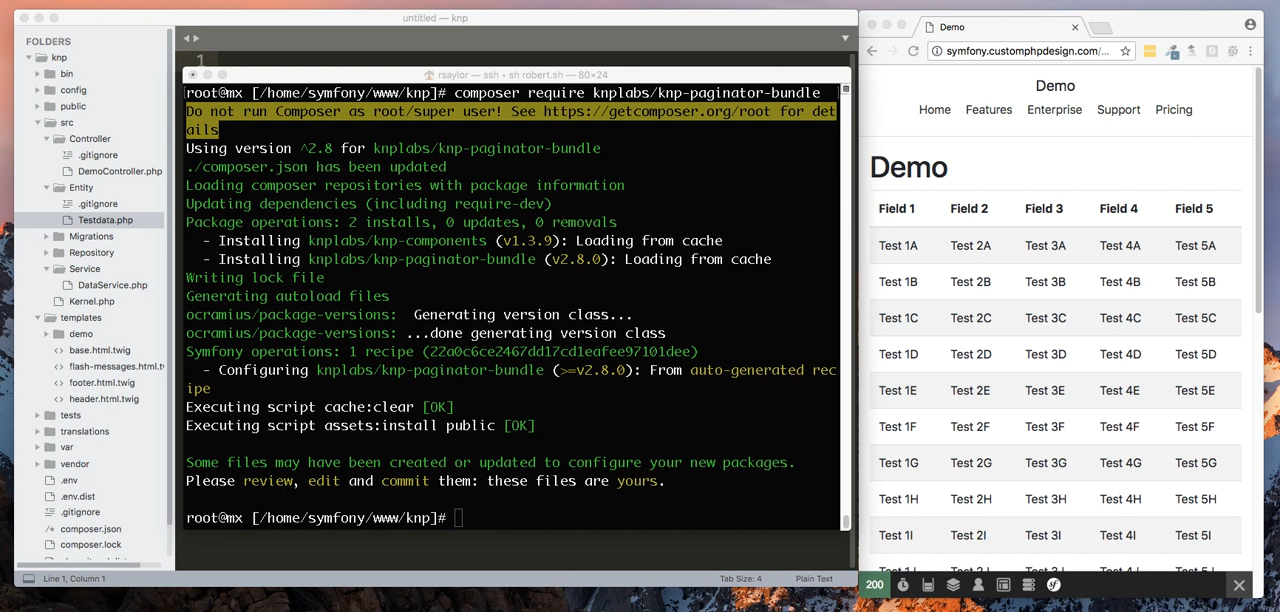 untitled — knp
FOLDERS
knp
bin
config
public
src
Controller
.gitignore
DemoController.php
Entity
.gitignore
Testdata.php
Migrations
Repository
Service
DataService.php
Kernel.php
templates
demo
base.html.twig
flash-messages.html.tw
footer.html.twig
header.html.twig
tests
translations
var
vendor
.env
.env.dist
.gitignore
composer.json
composer.lock
Line 1, Column 1
Tab Size: 4
Plain Text
1
rsaylor — ssh • sh robert.sh — 80×24
root@mx [/home/symfony/www/knp]# composer require knplabs/knp-paginator-bundle
Do not run Composer as root/super user! See https://getcomposer.org/root for det
ails
Using version ^2.8 for knplabs/knp-paginator-bundle
./composer.json has been updated
Loading composer repositories with package information
Updating dependencies (including require-dev)
Package operations: 2 installs, 0 updates, 0 removals
- Installing knplabs/knp-components (v1.3.9): Loading from cache
- Installing knplabs/knp-paginator-bundle (v2.8.0): Loading from cache
Writing lock file
Generating autoload files
ocramius/package-versions:  Generating version class...
ocramius/package-versions: ...done generating version class
Symfony operations: 1 recipe (22a0c6ce2467dd17cd1eafee97101dee)
- Configuring knplabs/knp-paginator-bundle (>=v2.8.0): From auto-generated rec
ipe
Executing script cache:clear [OK]
Executing script assets:install public [OK]
Some files may have been created or updated to configure your new packages.
Please review, edit and commit them: these files are yours.
root@mx [/home/symfony/www/knp]#
Demo
symfony.customphpdesign.com/...
Demo
Home Features Enterprise Support Pricing
Demo
Field 1 Field 2 Field 3 Field 4 Field 5
Test 1A Test 2A Test 3A Test 4A Test 5A
Test 1B Test 2B Test 3B Test 4B Test 5B
Test 1C Test 2C Test 3C Test 4C Test 5C
Test 1D Test 2D Test 3D Test 4D Test 5D
Test 1E Test 2E Test 3E Test 4E Test 5E
Test 1F Test 2F Test 3F Test 4F Test 5F
Test 1G Test 2G Test 3G Test 4G Test 5G
Test 1H Test 2H Test 3H Test 4H Test 5H
Test 1I Test 2I Test 3I Test 4I Test 5I
200
sf